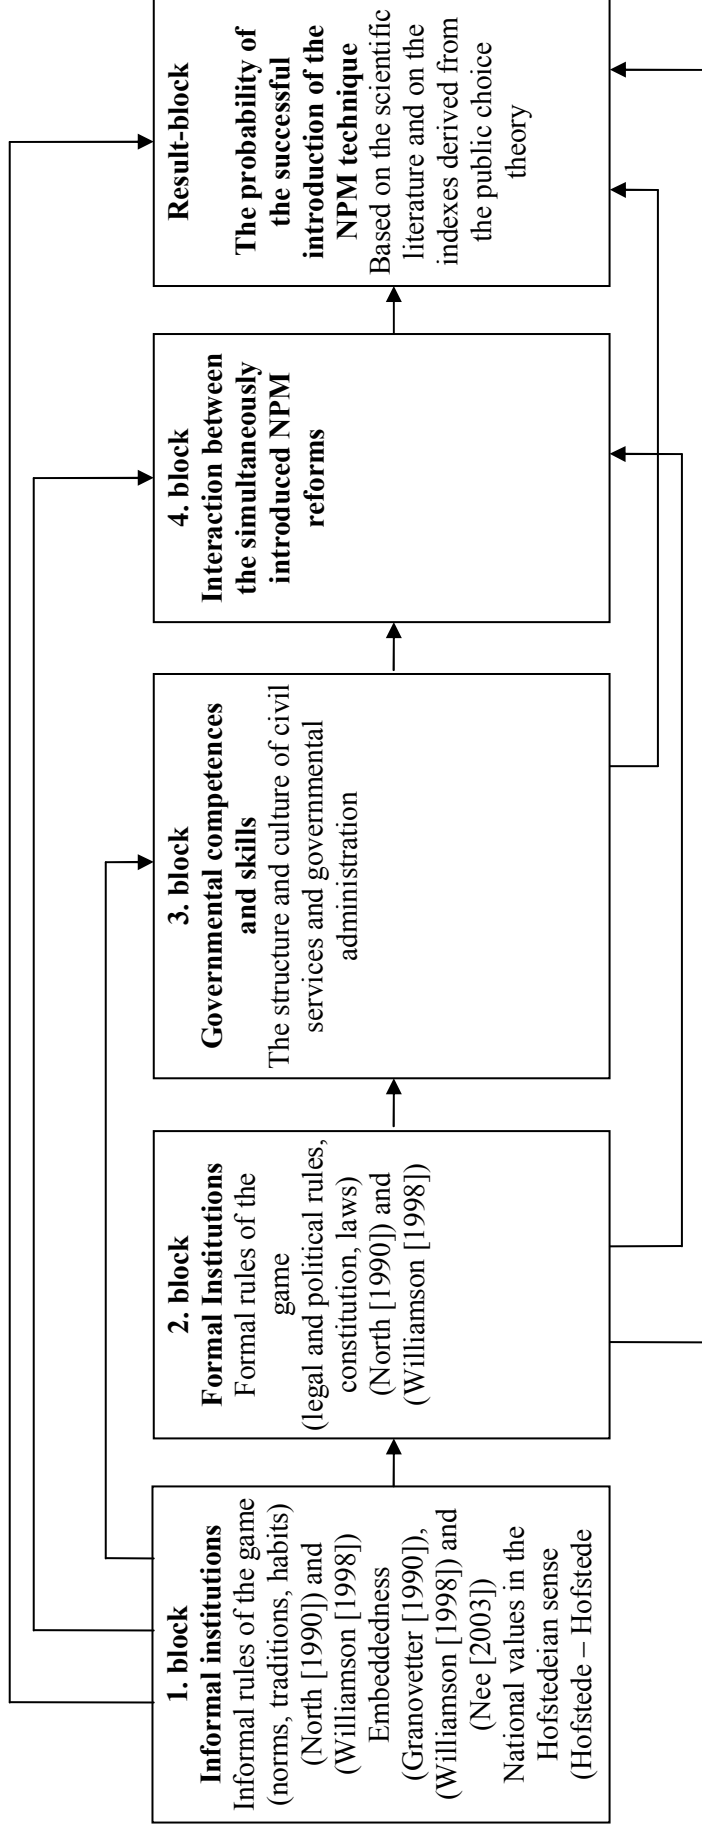 1. block
Informal institutions
Informal rules of the game
(norms, traditions, habits)
(North [1990]) and
(Williamson [1998])
Embeddedness
(Granovetter [1990]),
(Williamson [1998]) and
(Nee [2003])
National values in the
Hofstedeian sense
(Hofstede – Hofstede
2. block
Formal Institutions
Formal rules of the
game
(legal and political rules,
constitution, laws)
(North [1990]) and
(Williamson [1998])
3. block
Governmental competences
and skills
The structure and culture of civil
services and governmental
administration
4. block
Interaction between
the simultaneously
introduced NPM
reforms
Result-block
The probability of
the successful
introduction of the
NPM technique
Based on the scientific
literature and on the
indexes derived from
the public choice
theory